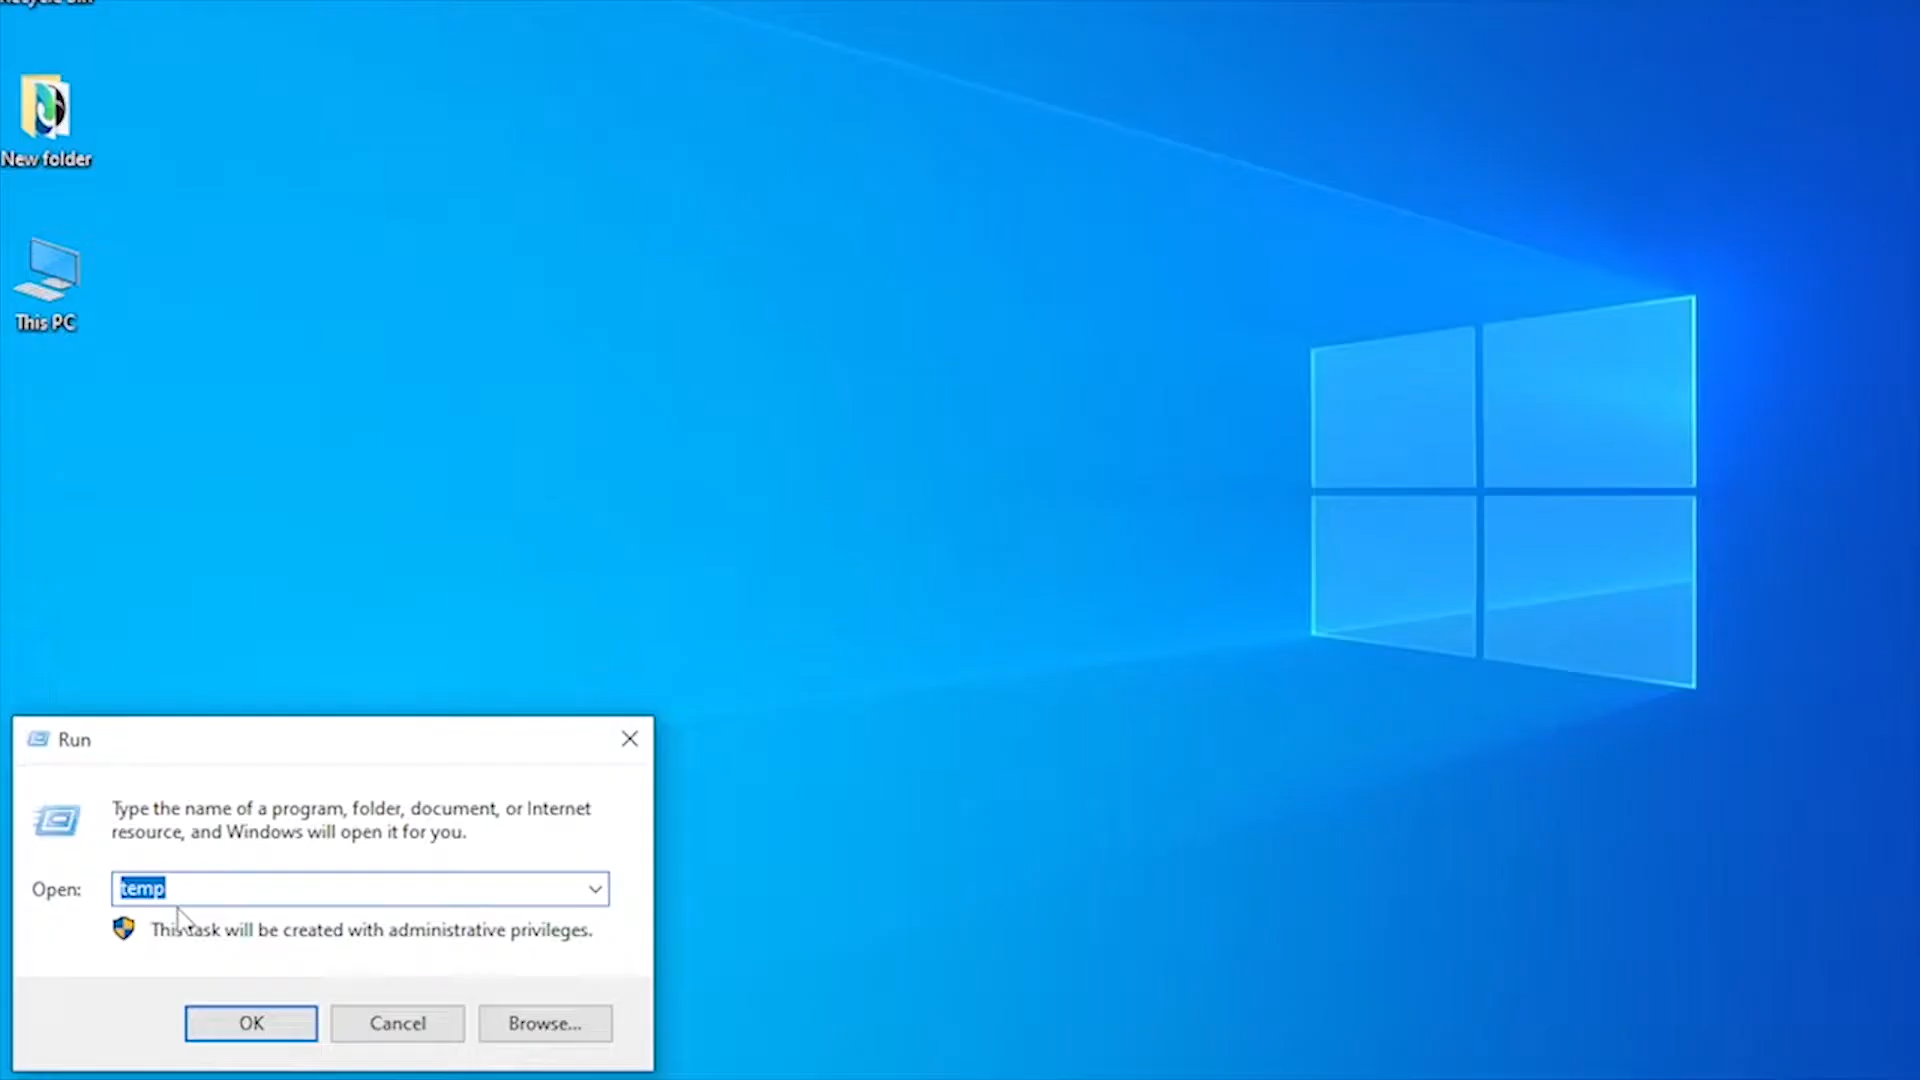 New folder
This PC
Run
Type the name of a program, folder, document, or Internet
resource, and Windows will open it for you.
Open:
temp
This task will be created with administrative privileges.
OK
Cancel
Browse...